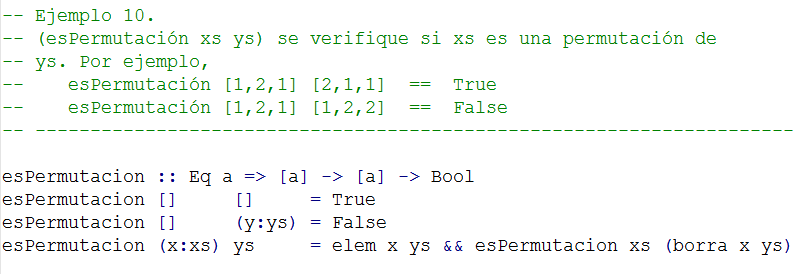 -- Ejemplo 10.
-- (esPermutación xs ys) se verifique si xs es una permutación de
-- ys. Por ejemplo,
--    esPermutación [1,2,1] [2,1,1]  ==  True
--    esPermutación [1,2,1] [1,2,2]  ==  False
-- ---------------------------------------------------------------------
esPermutacion :: Eq a => [a] -> [a] -> Bool
esPermutacion []     []     = True
esPermutacion []     (y:ys) = False
esPermutacion (x:xs) ys     = elem x ys && esPermutacion xs (borra x ys)